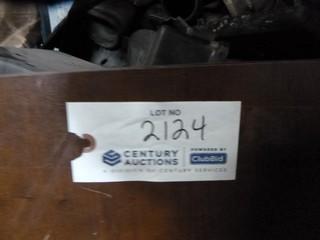 LOT NO
2124
CENTURY AUCTIONS
POWERED BY
ClubBid
A DIVISION OF CENTURY SERVICES